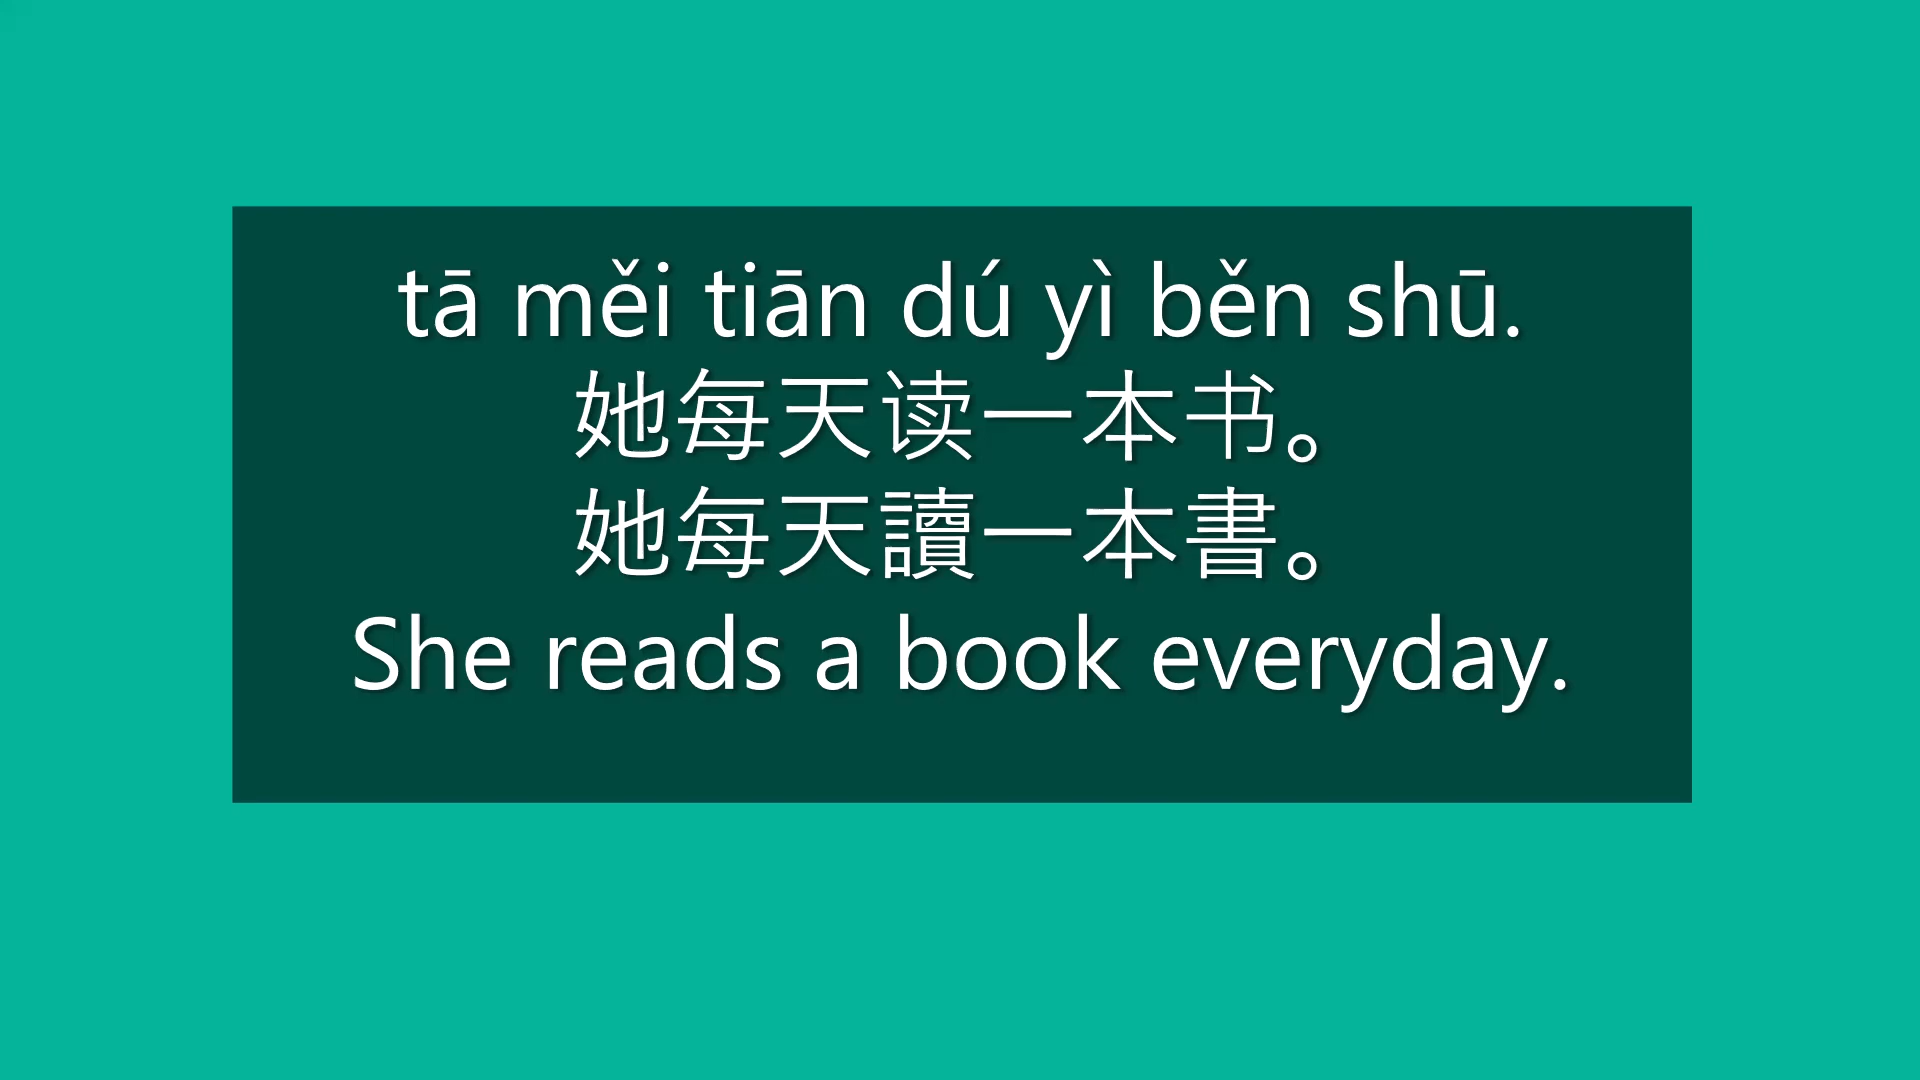 tā měi tiān dú yì běn shū.
她每天读一本书。
她每天讀一本書。
She reads a book everyday.